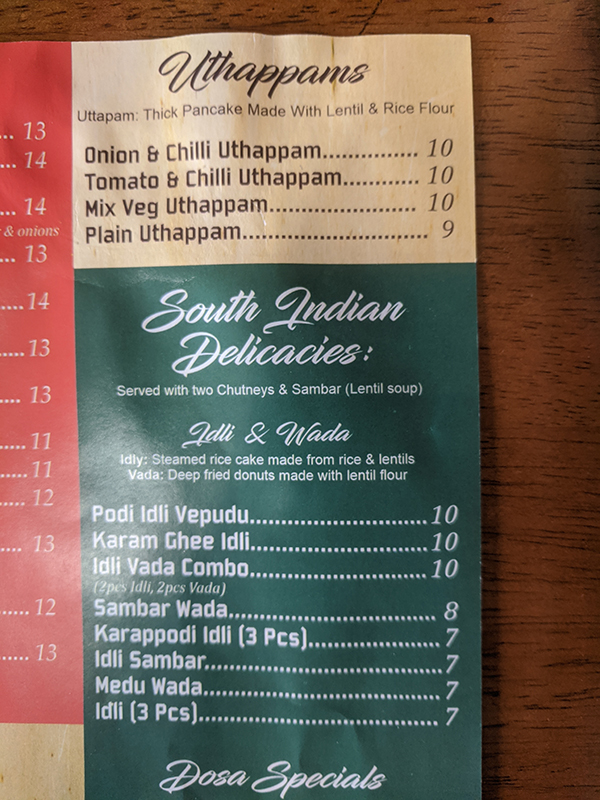 13
14
14
& onions
13
14
13
13
11
11
12
13
12
13
Uthappams
Uttapam: Thick Pancake Made With Lentil & Rice Flour
Onion & Chilli Uthappam................ 10
Tomato & Chilli Uthappam............ 10
Mix Veg Uthappam........................ 10
Plain Uthappam.............................. 9
South Indian
Delicacies:
Served with two Chutneys & Sambar (Lentil soup)
Idli & Wada
Idly: Steamed rice cake made from rice & lentils
Vada: Deep fried donuts made with lentil flour
Podi Idli Vepudu............................10
Karam Ghee Idli............................10
Idli Vada Combo............................10
(2pcs Idli, 2pcs Vada)
Sambar Wada................................. 8
Karappodi Idli (3 Pcs)..................... 7
Idli Sambar..................................... 7
Medu Wada..................................... 7
Idli (3 Pcs)...................................... 7
Dosa Specials